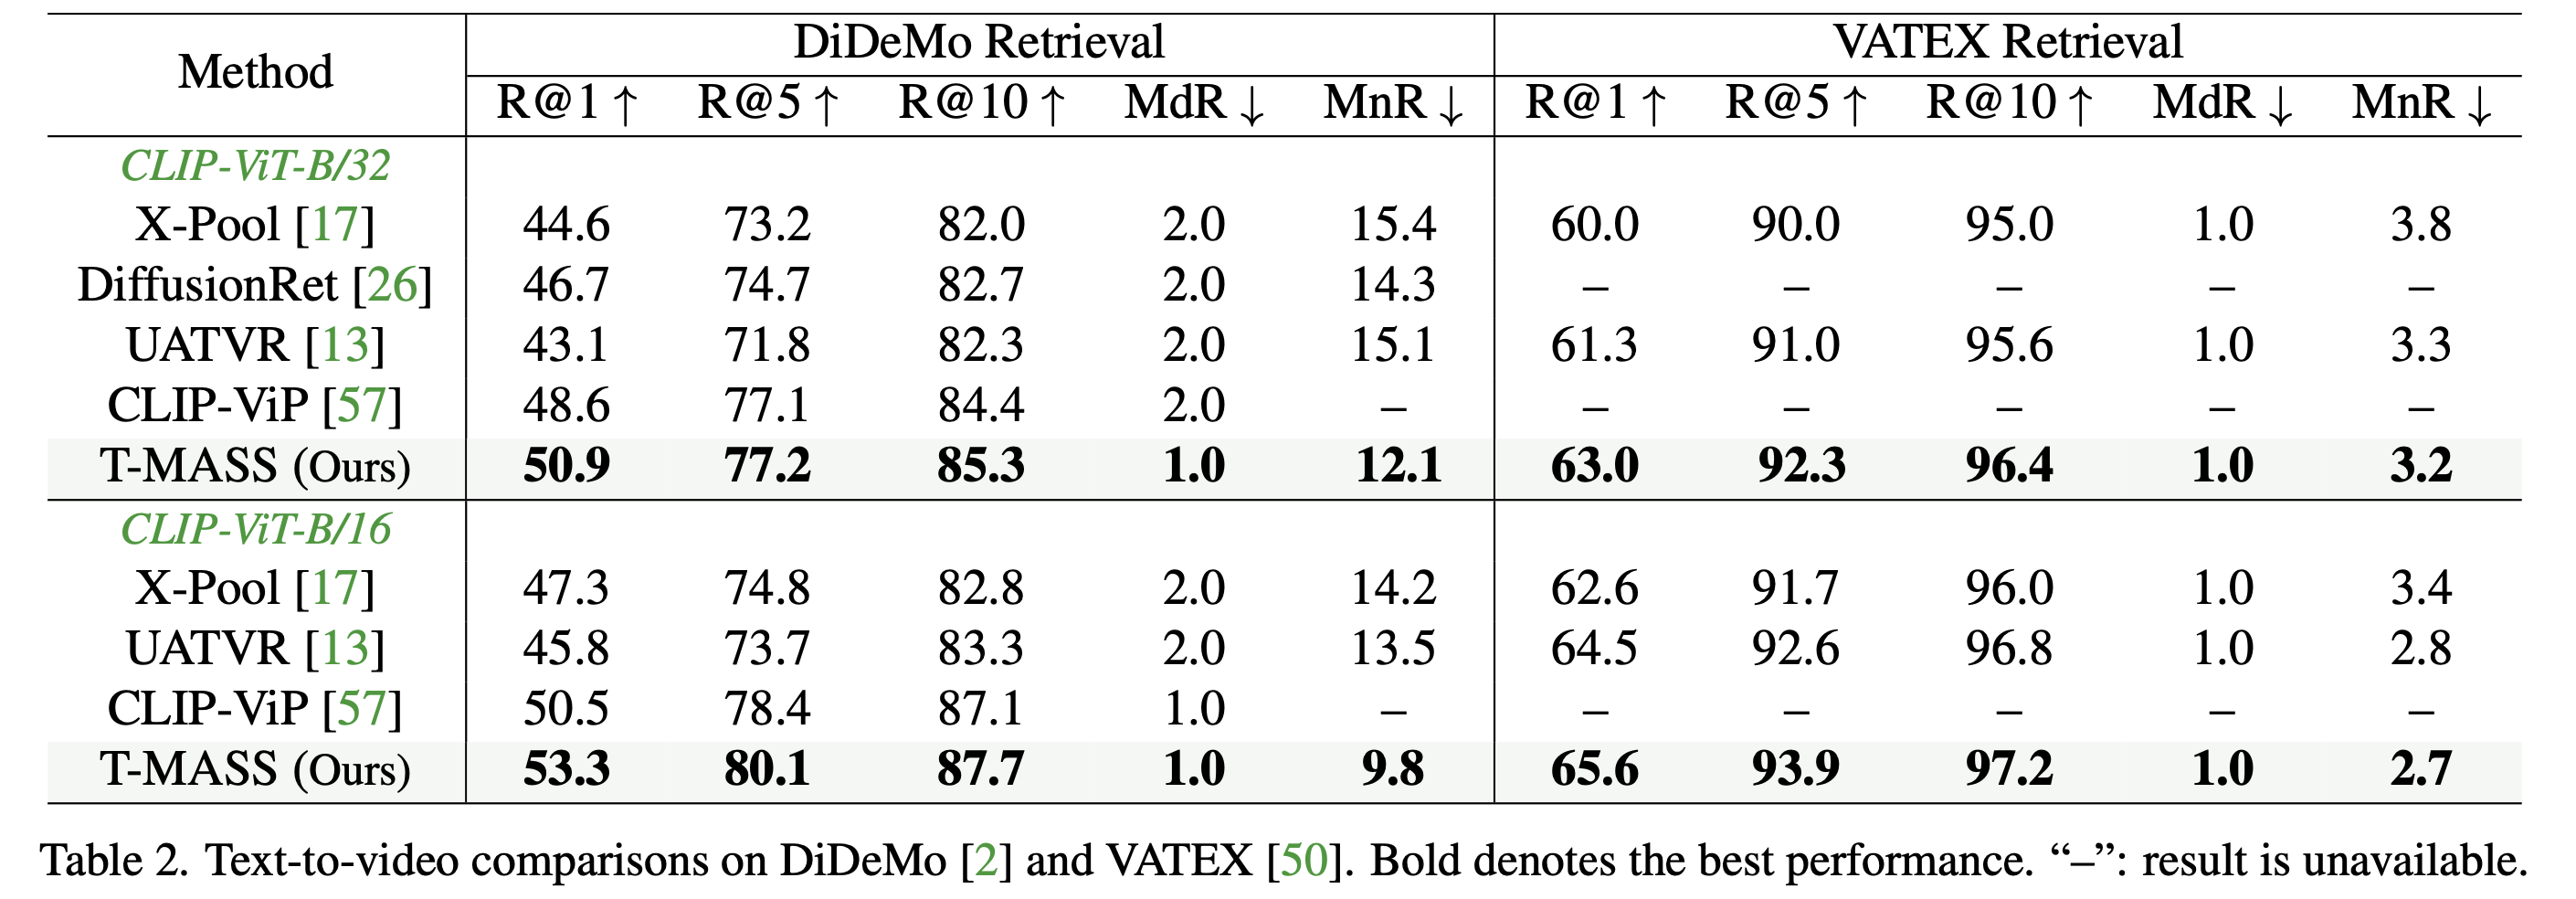 Method DiDeMo Retrieval VATEX Retrieval
R@1 ↑ R@5 ↑ R@10 ↑ MdR ↓ MnR ↓ R@1 ↑ R@5 ↑ R@10 ↑ MdR ↓ MnR ↓
CLIP-ViT-B/32
X-Pool [17] 44.6 73.2 82.0 2.0 15.4 60.0 90.0 95.0 1.0 3.8
DiffusionRet [26] 46.7 74.7 82.7 2.0 14.3 – – – – –
UATVR [13] 43.1 71.8 82.3 2.0 15.1 61.3 91.0 95.6 1.0 3.3
CLIP-ViP [57] 48.6 77.1 84.4 2.0 – – – – – –
T-MASS (Ours) 50.9 77.2 85.3 1.0 12.1 63.0 92.3 96.4 1.0 3.2
CLIP-ViT-B/16
X-Pool [17] 47.3 74.8 82.8 2.0 14.2 62.6 91.7 96.0 1.0 3.4
UATVR [13] 45.8 73.7 83.3 2.0 13.5 64.5 92.6 96.8 1.0 2.8
CLIP-ViP [57] 50.5 78.4 87.1 1.0 – – – – – –
T-MASS (Ours) 53.3 80.1 87.7 1.0 9.8 65.6 93.9 97.2 1.0 2.7
Table 2. Text-to-video comparisons on DiDeMo [2] and VATEX [50]. Bold denotes the best performance. “–”: result is unavailable.